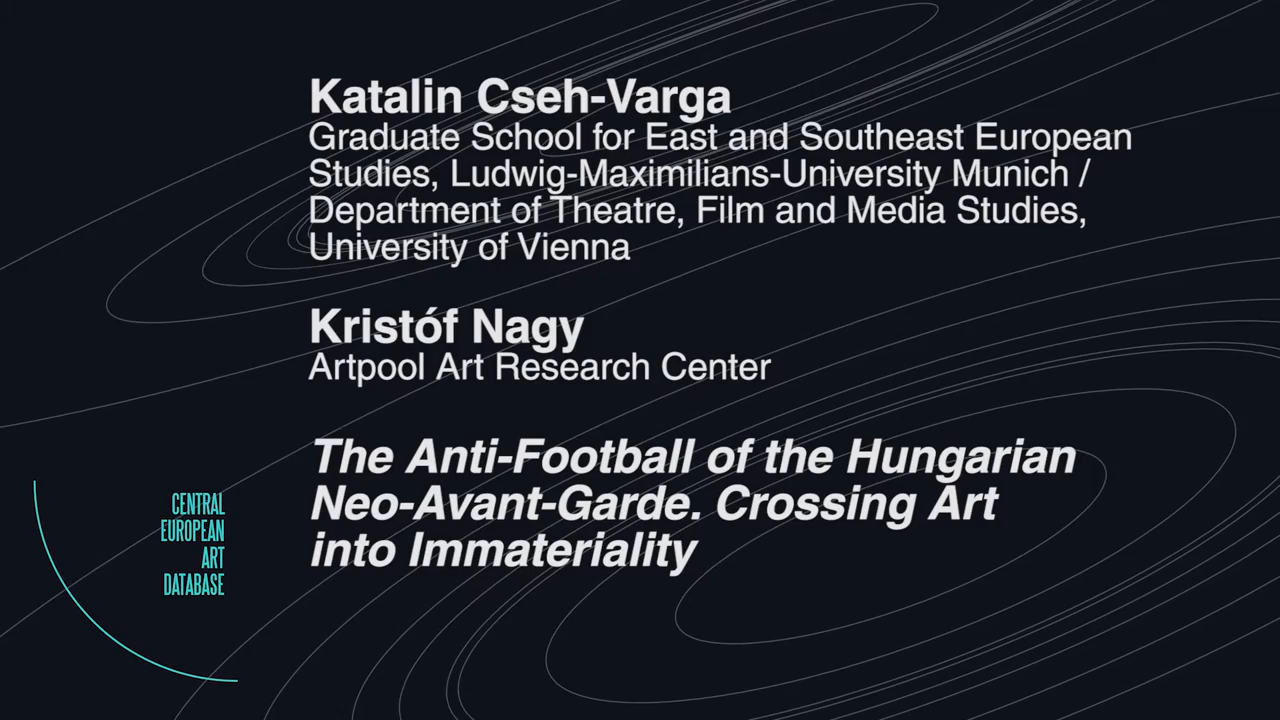 Katalin Cseh-Varga
Graduate School for East and Southeast European
Studies, Ludwig-Maximilians-University Munich /
Department of Theatre, Film and Media Studies,
University of Vienna
Kristóf Nagy
Artpool Art Research Center
The Anti-Football of the Hungarian
Neo-Avant-Garde. Crossing Art
into Immateriality
CENTRAL
EUROPEAN
ART
DATABASE